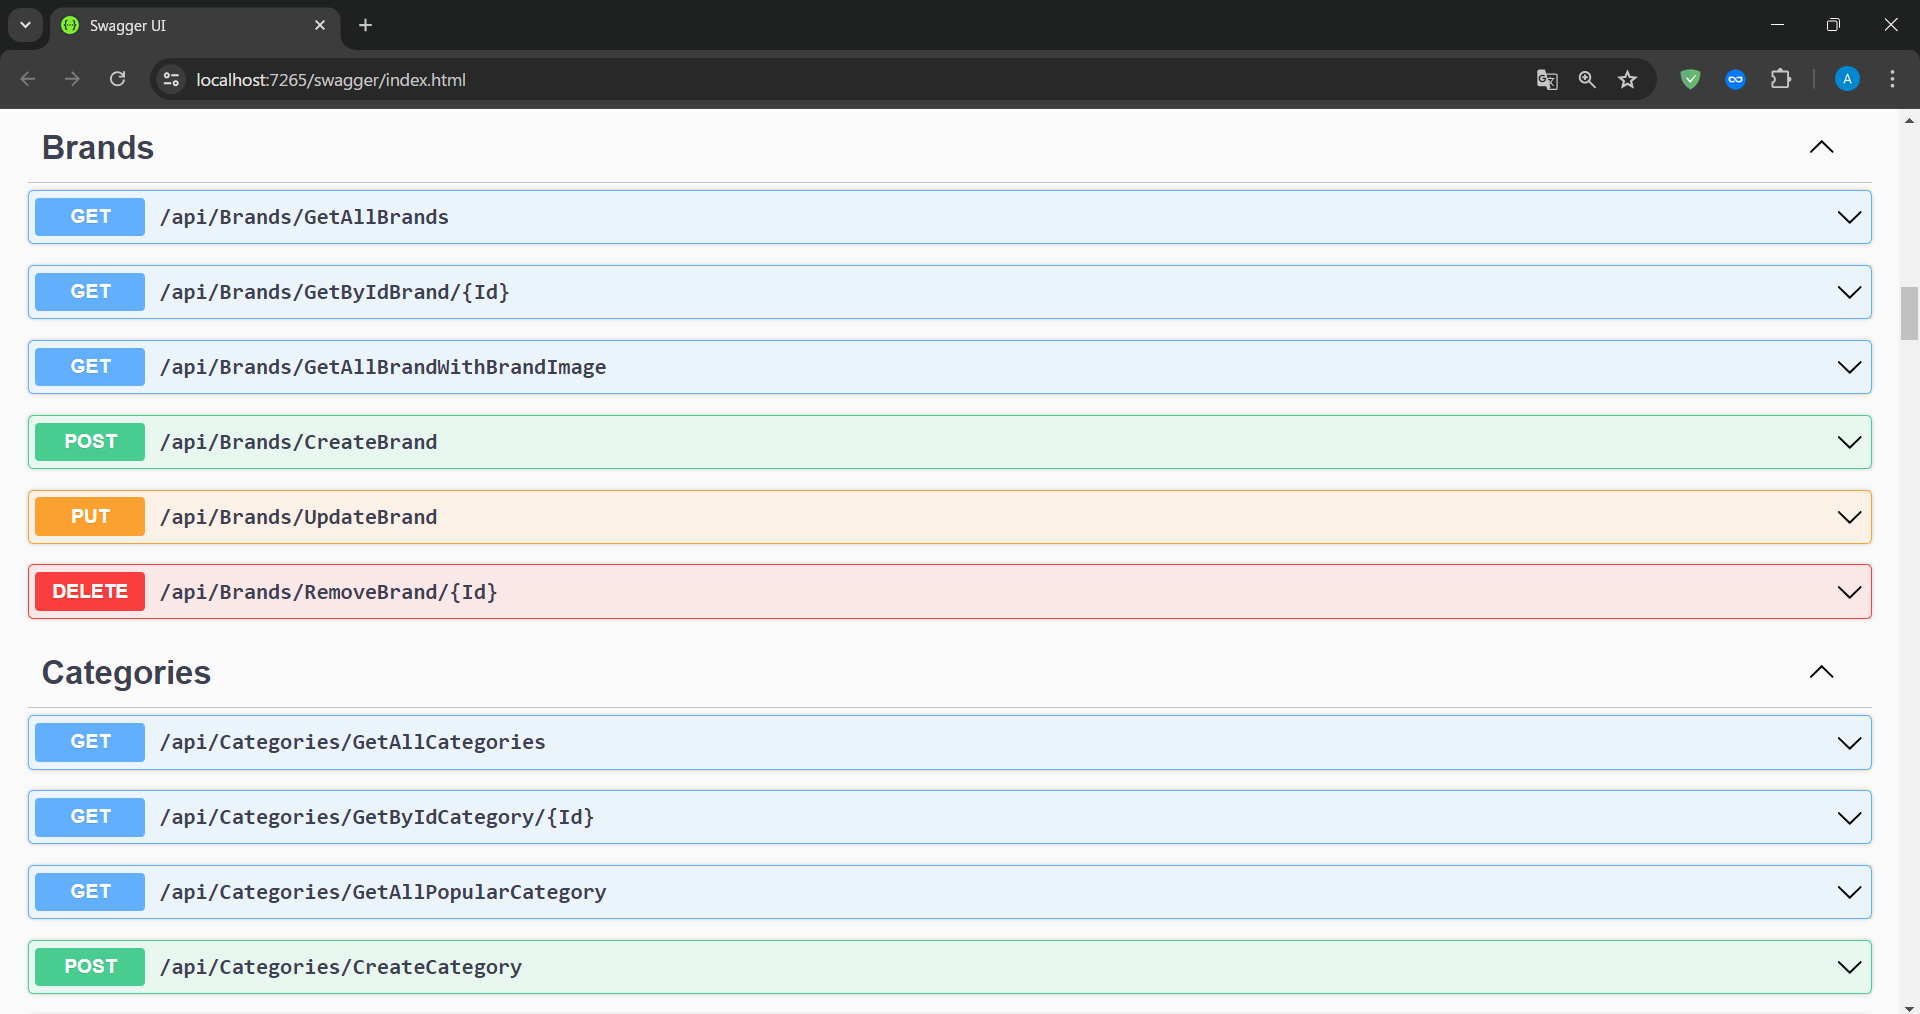 Swagger UI
localhost:7265/swagger/index.html
A
Brands
GET /api/Brands/GetAllBrands
GET /api/Brands/GetByIdBrand/{Id}
GET /api/Brands/GetAllBrandWithBrandImage
POST /api/Brands/CreateBrand
PUT /api/Brands/UpdateBrand
DELETE /api/Brands/RemoveBrand/{Id}
Categories
GET /api/Categories/GetAllCategories
GET /api/Categories/GetByIdCategory/{Id}
GET /api/Categories/GetAllPopularCategory
POST /api/Categories/CreateCategory